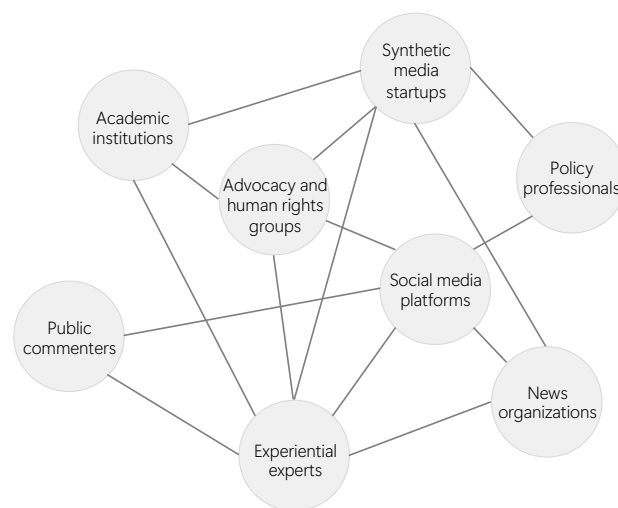 Synthetic
media
startups
Academic
institutions
Policy
professionals
Advocacy and
human rights
groups
Social media
platforms
Public
commenters
News
organizations
Experiential
experts